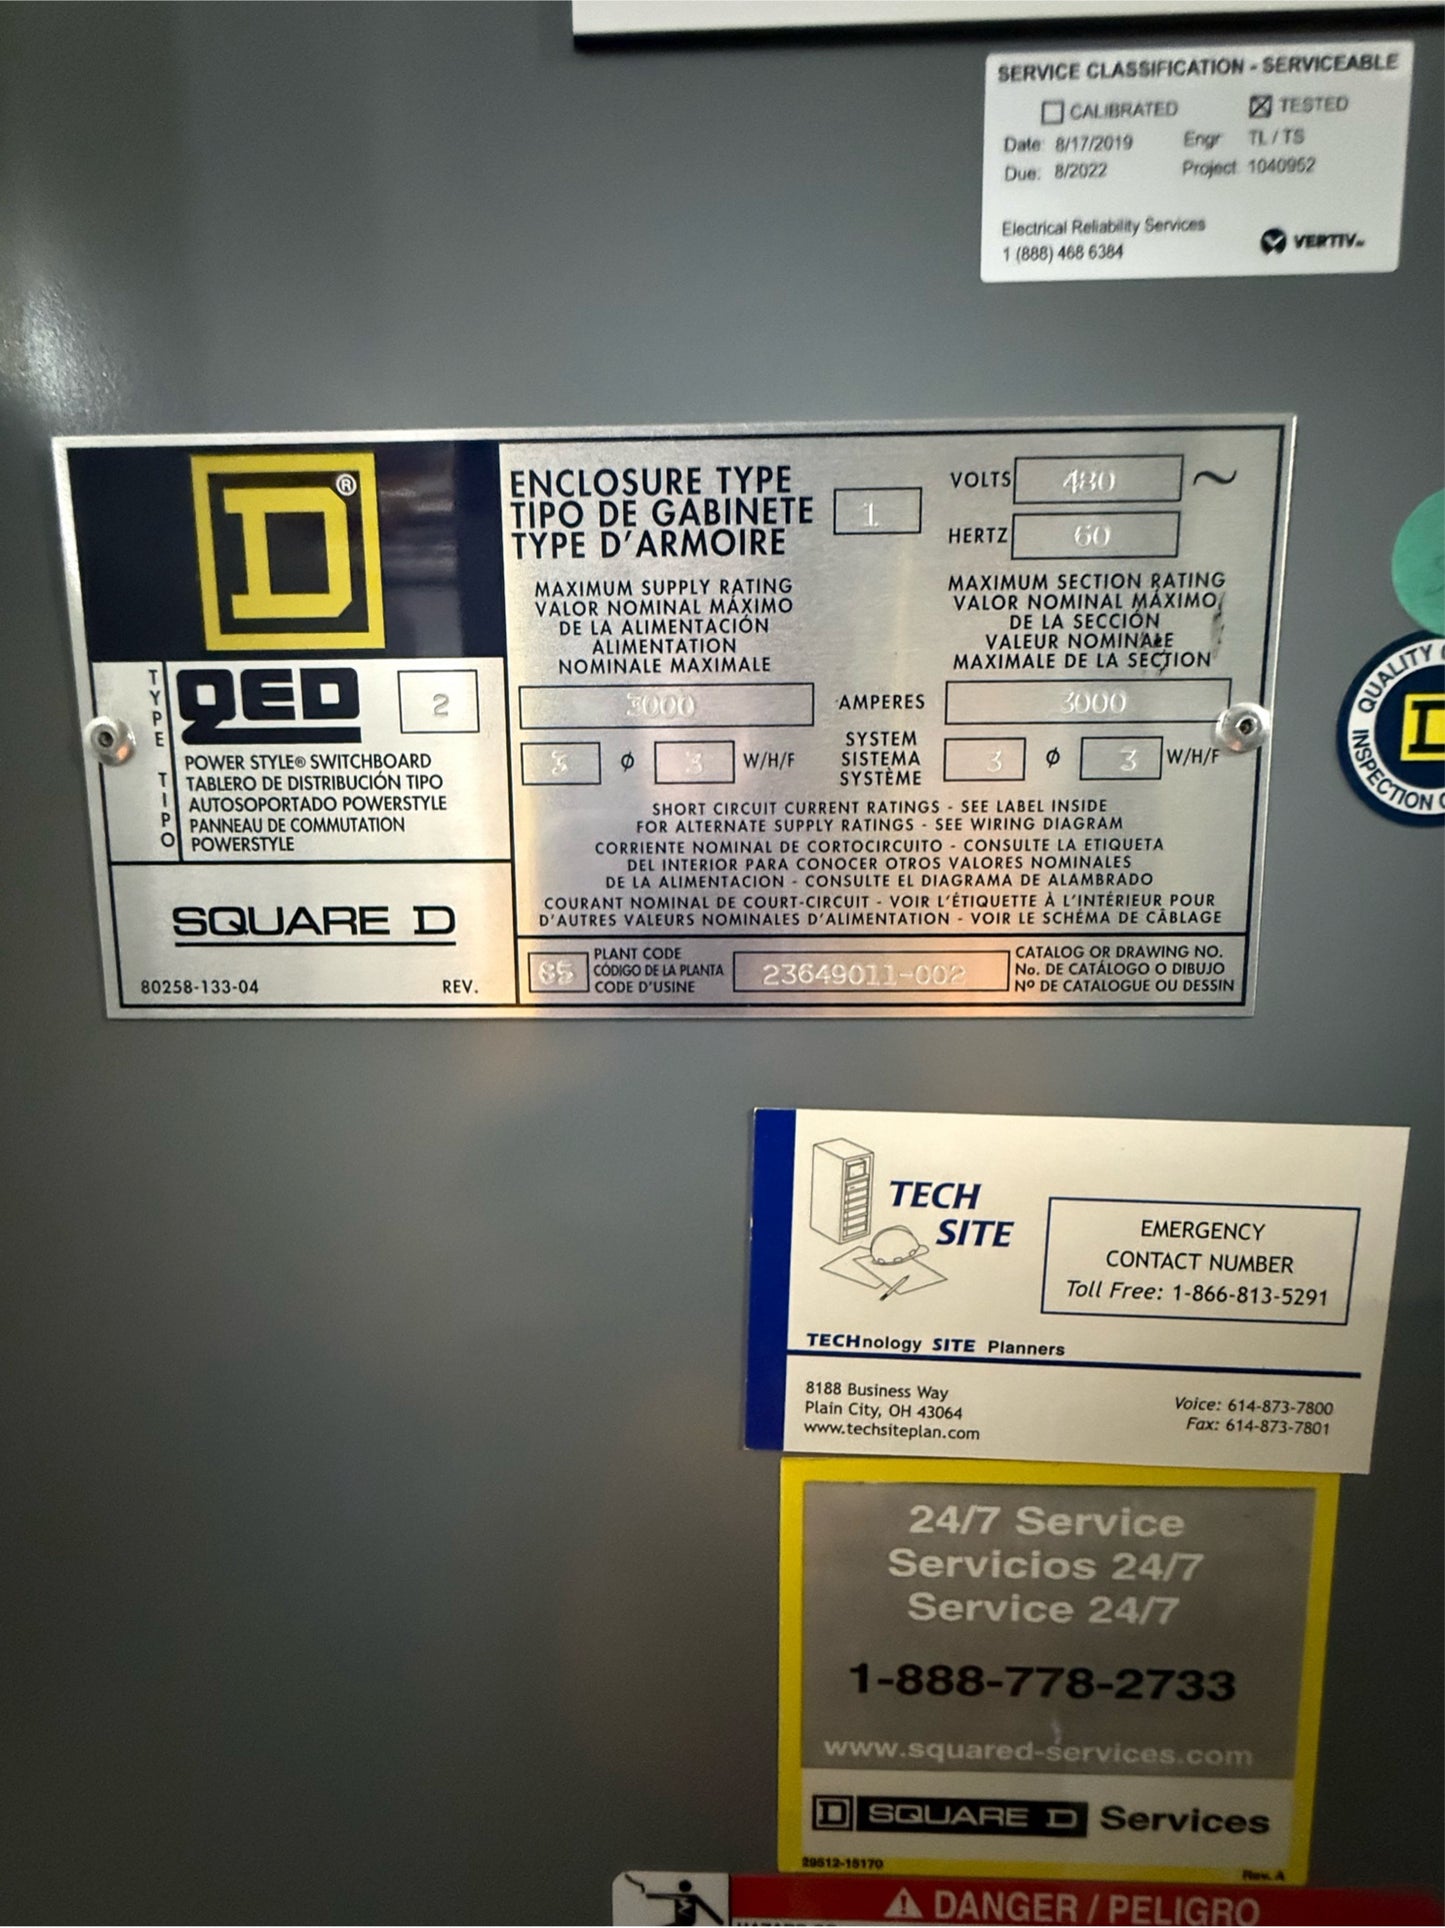 SERVICE CLASSIFICATION - SERVICEABLE
CALIBRATED TESTED
Date: 8/17/2019 Engr TL / TS
Due: 8/2022 Project 1040952
Electrical Reliability Services
1 (888) 468 6384
VERTIV
D®
ENCLOSURE TYPE
TIPO DE GABINETE
TYPE D'ARMOIRE
1
VOLTS 480 ~
HERTZ 60
MAXIMUM SUPPLY RATING
VALOR NOMINAL MÁXIMO
DE LA ALIMENTACIÓN
ALIMENTATION
NOMINALE MAXIMALE
MAXIMUM SECTION RATING
VALOR NOMINAL MÁXIMO
DE LA SECCIÓN
VALEUR NOMINALE
MAXIMALE DE LA SECTION
TYPE TIPO
QED 2
POWER STYLE® SWITCHBOARD
TABLERO DE DISTRIBUCIÓN TIPO
AUTOSOPORTADO POWERSTYLE
PANNEAU DE COMMUTATION
POWERSTYLE
3000 AMPERES 3000
3 Ø 3 W/H/F
SYSTEM
SISTEMA
SYSTÈME
3 Ø 3 W/H/F
SHORT CIRCUIT CURRENT RATINGS - SEE LABEL INSIDE
FOR ALTERNATE SUPPLY RATINGS - SEE WIRING DIAGRAM
CORRIENTE NOMINAL DE CORTOCIRCUITO - CONSULTE LA ETIQUETA
DEL INTERIOR PARA CONOCER OTROS VALORES NOMINALES
DE LA ALIMENTACION - CONSULTE EL DIAGRAMA DE ALAMBRADO
COURANT NOMINAL DE COURT-CIRCUIT - VOIR L'ÉTIQUETTE À L'INTÉRIEUR POUR
D'AUTRES VALEURS NOMINALES D'ALIMENTATION - VOIR LE SCHÉMA DE CÂBLAGE
SQUARE D
80258-133-04 REV.
85
PLANT CODE
CÓDIGO DE LA PLANTA
CODE D'USINE
23649011-002
CATALOG OR DRAWING NO.
No. DE CATÁLOGO O DIBUJO
Nº DE CATALOGUE OU DESSIN
QUALITY
D
INSPECTION
TECH
SITE
EMERGENCY
CONTACT NUMBER
Toll Free: 1-866-813-5291
TECHnology SITE Planners
8188 Business Way
Plain City, OH 43064
www.techsiteplan.com
Voice: 614-873-7800
Fax: 614-873-7801
24/7 Service
Servicios 24/7
Service 24/7
1-888-778-2733
www.squared-services.com
D SQUARE D Services
29512-15170 Rev. A
DANGER / PELIGRO